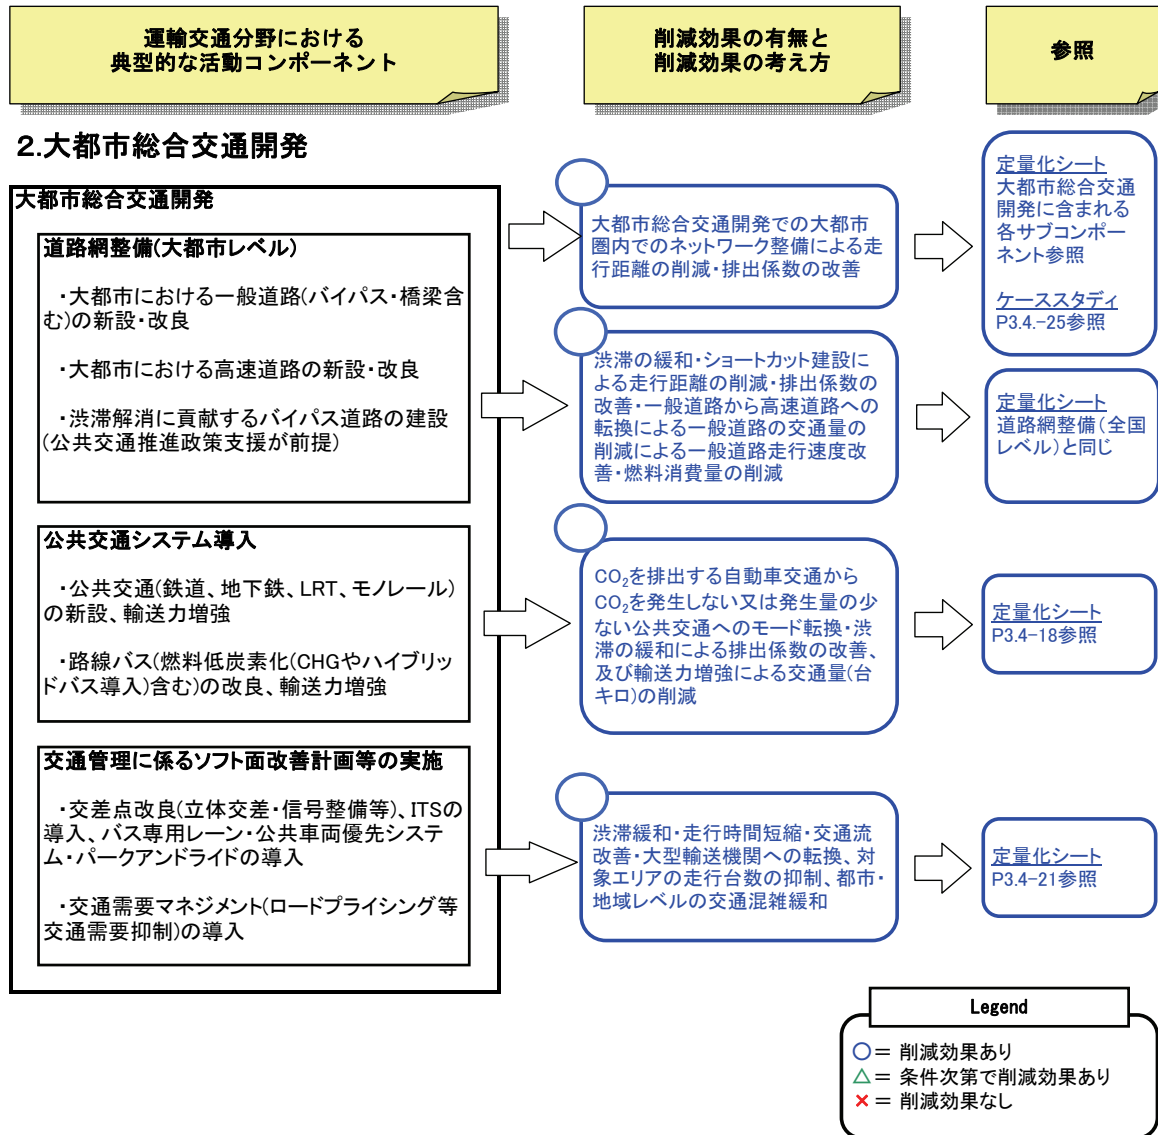 運輸交通分野における
典型的な活動コンポーネント
削減効果の有無と
削減効果の考え方
参照
2.大都市総合交通開発
大都市総合交通開発
道路網整備(大都市レベル)
・大都市における一般道路(バイパス・橋梁含
む)の新設・改良
・大都市における高速道路の新設・改良
・渋滞解消に貢献するバイパス道路の建設
(公共交通推進政策支援が前提)
公共交通システム導入
・公共交通(鉄道、地下鉄、LRT、モノレール)
の新設、輸送力増強
・路線バス(燃料低炭素化(CHGやハイブリッ
ドバス導入)含む)の改良、輸送力増強
交通管理に係るソフト面改善計画等の実施
・交差点改良(立体交差・信号整備等)、ITSの
導入、バス専用レーン・公共車両優先システ
ム・パークアンドライドの導入
・交通需要マネジメント(ロードプライシング等
交通需要抑制)の導入
大都市総合交通開発での大都市
圏内でのネットワーク整備による走
行距離の削減・排出係数の改善
渋滞の緩和・ショートカット建設に
よる走行距離の削減・排出係数の
改善・一般道路から高速道路への
転換による一般道路の交通量の
削減による一般道路走行速度改
善・燃料消費量の削減
CO₂を排出する自動車交通から
CO₂を発生しない又は発生量の少
ない公共交通へのモード転換・渋
滞の緩和による排出係数の改善、
及び輸送力増強による交通量(台
キロ)の削減
渋滞緩和・走行時間短縮・交通流
改善・大型輸送機関への転換、対
象エリアの走行台数の抑制、都市・
地域レベルの交通混雑緩和
定量化シート
大都市総合交通
開発に含まれる
各サブコンポー
ネント参照
ケーススタディ
P3.4.-25参照
定量化シート
道路網整備(全国
レベル)と同じ
定量化シート
P3.4-18参照
定量化シート
P3.4-21参照
Legend
○= 削減効果あり
△= 条件次第で削減効果あり
×= 削減効果なし